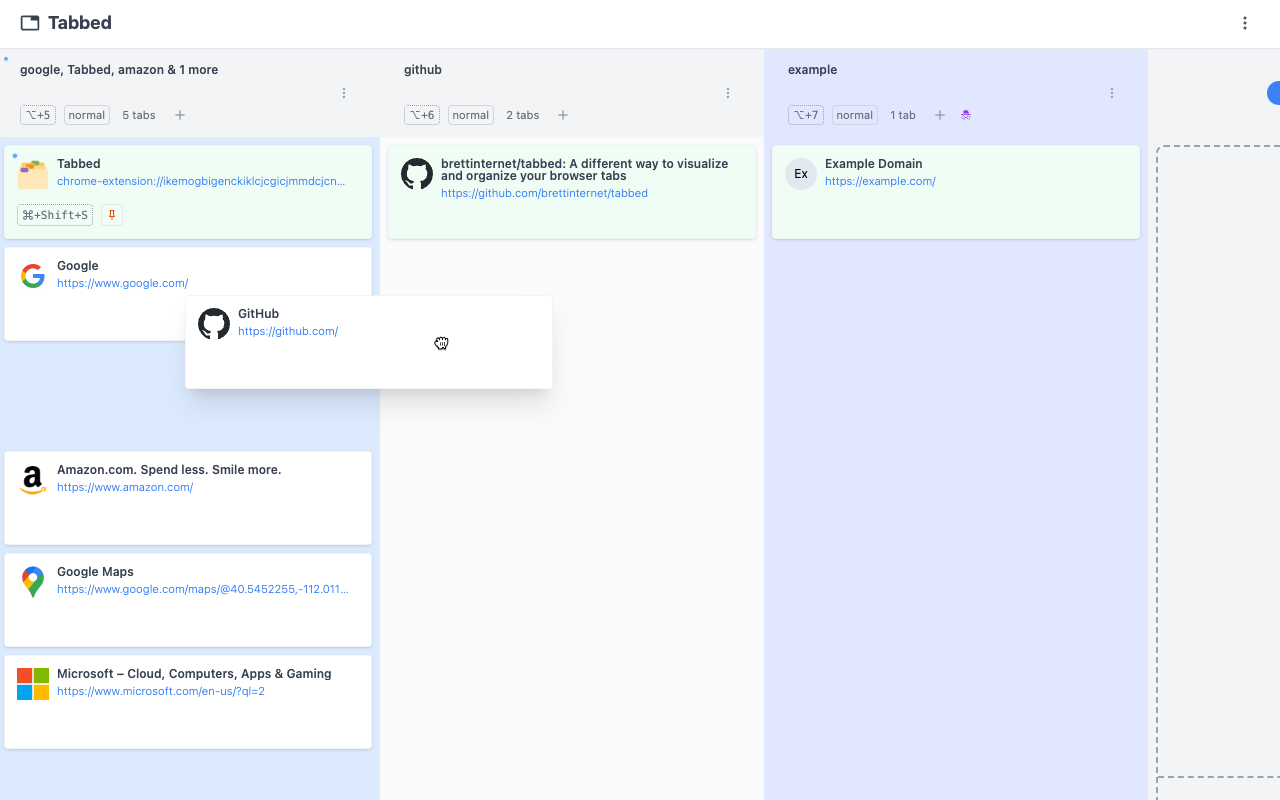 Tabbed
google, Tabbed, amazon & 1 more
⌥+5 normal 5 tabs +
Tabbed
chrome-extension://ikemogbigenckiklcjcgicjmmdcjcn...
⌘+Shift+S
Google
https://www.google.com/
GitHub
https://github.com/
Amazon.com. Spend less. Smile more.
https://www.amazon.com/
Google Maps
https://www.google.com/maps/@40.5452255,-112.011...
Microsoft – Cloud, Computers, Apps & Gaming
https://www.microsoft.com/en-us/?ql=2
github
⌥+6 normal 2 tabs +
brettinternet/tabbed: A different way to visualize
and organize your browser tabs
https://github.com/brettinternet/tabbed
example
⌥+7 normal 1 tab +
Ex
Example Domain
https://example.com/